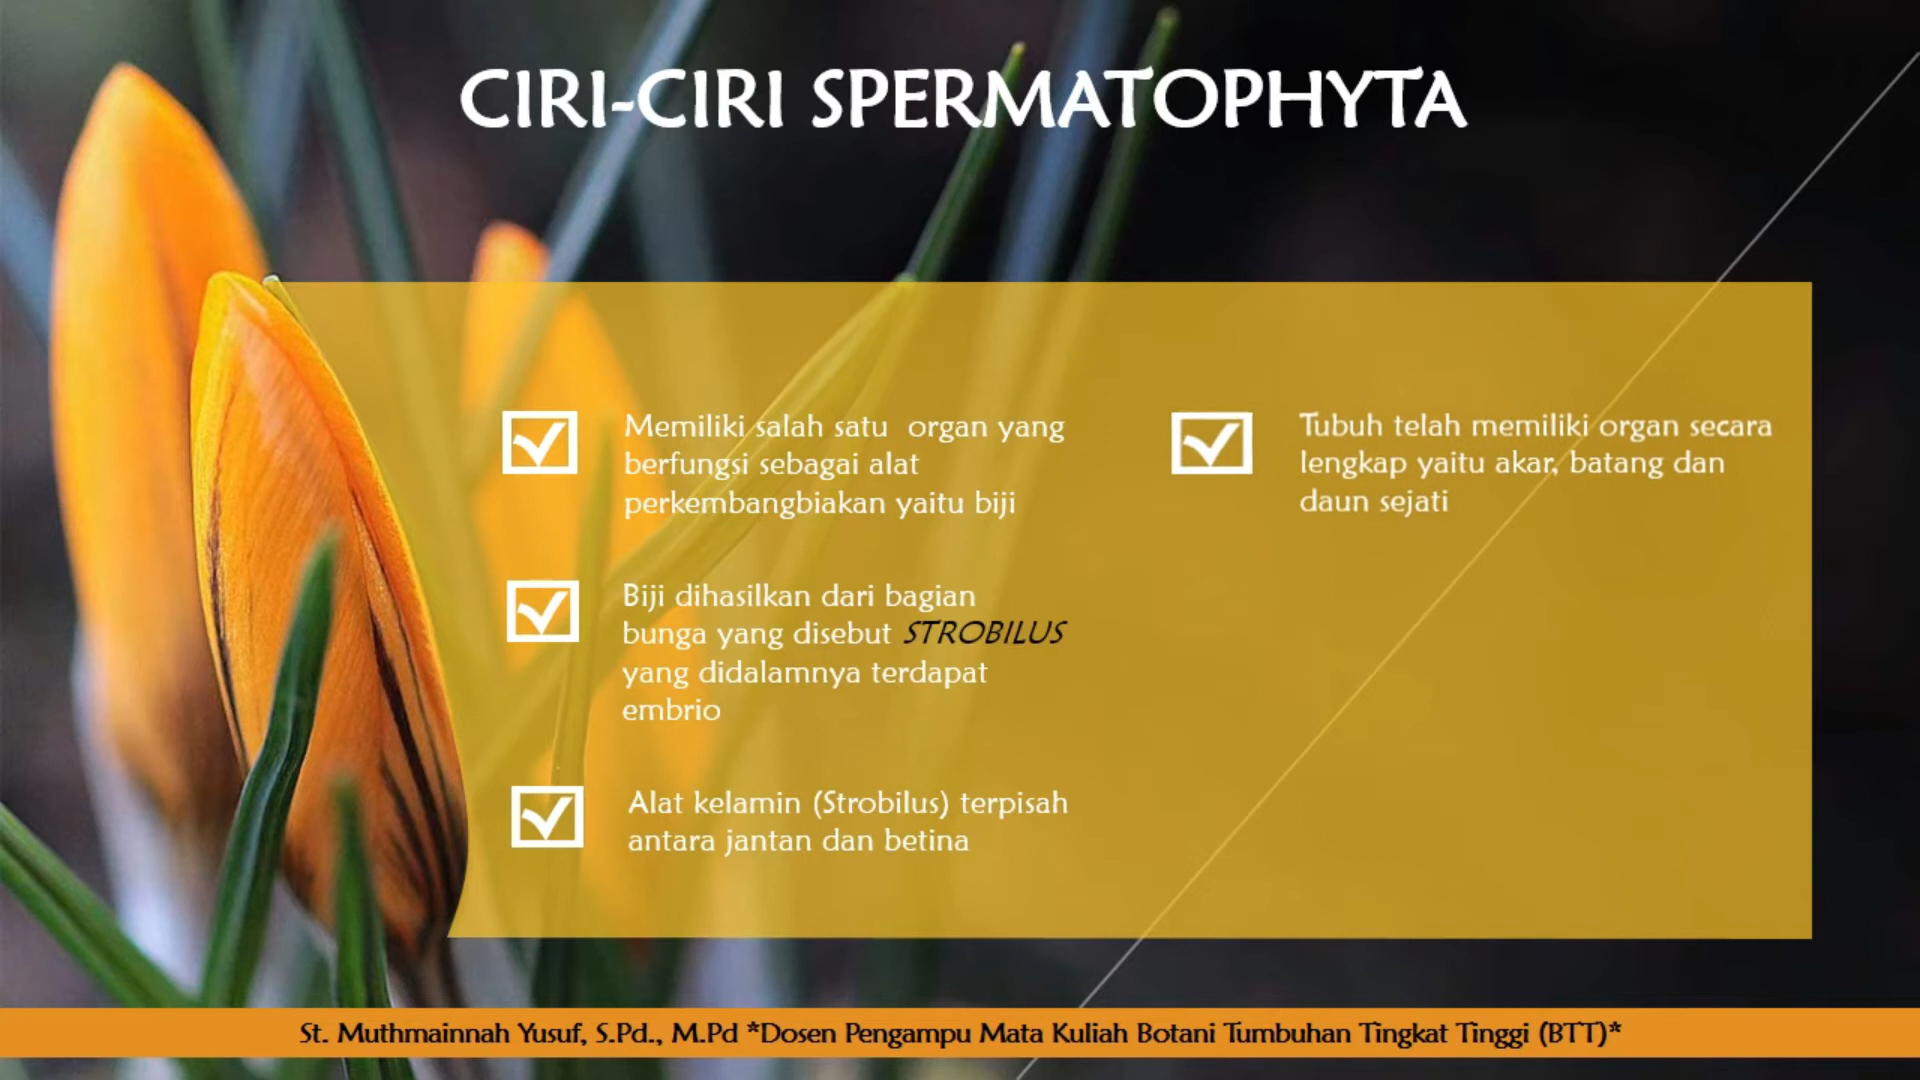 CIRI-CIRI SPERMATOPHYTA
Memiliki salah satu organ yang
berfungsi sebagai alat
perkembangbiakan yaitu biji
Biji dihasilkan dari bagian
bunga yang disebut STROBILUS
yang didalamnya terdapat
embrio
Alat kelamin (Strobilus) terpisah
antara jantan dan betina
Tubuh telah memiliki organ secara
lengkap yaitu akar, batang dan
daun sejati
St. Muthmainnah Yusuf, S.Pd., M.Pd *Dosen Pengampu Mata Kuliah Botani Tumbuhan Tingkat Tinggi (BTT)*